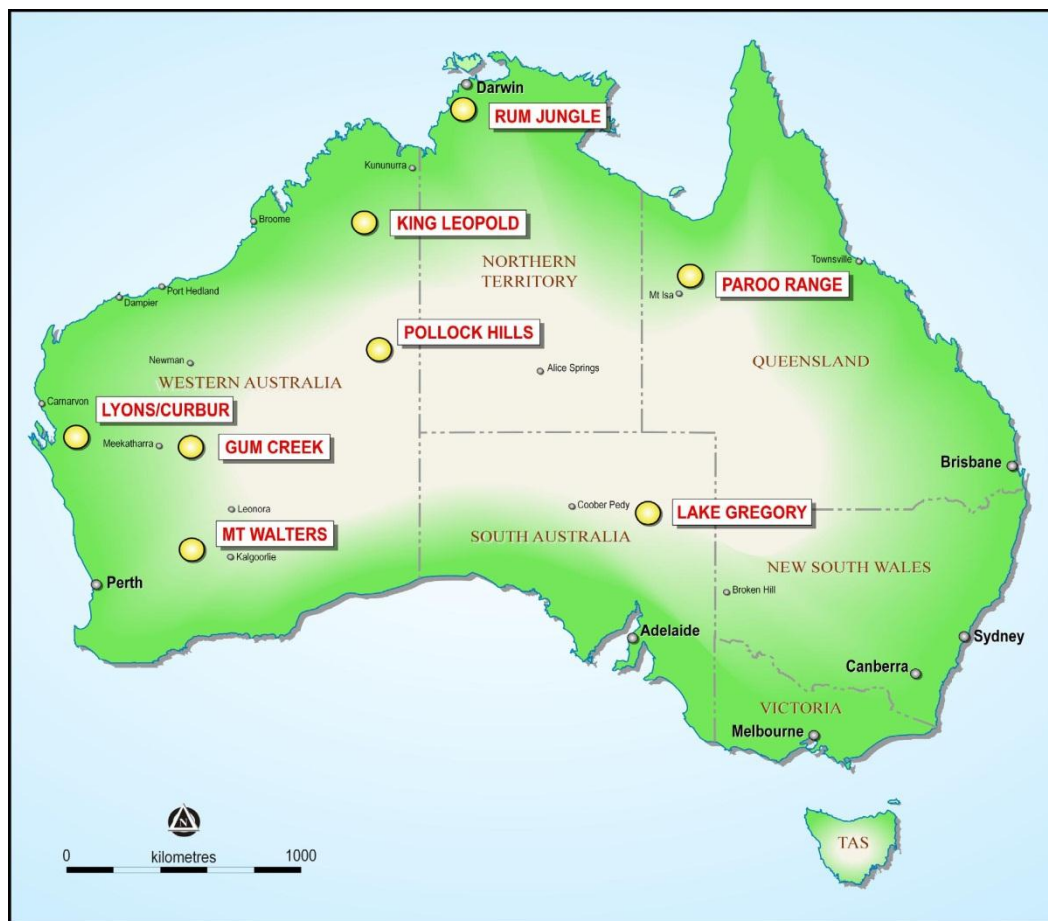 Darwin
RUM JUNGLE
Kununurra
Broome
KING LEOPOLD
NORTHERN
TERRITORY
Townsville
PAROO RANGE
Mt Isa
Port Hedland
Dampier
POLLOCK HILLS
Newman
Alice Springs
QUEENSLAND
WESTERN AUSTRALIA
Carnarvon
LYONS/CURBUR
Meekatharra
GUM CREEK
Brisbane
Leonora
Coober Pedy
LAKE GREGORY
MT WALTERS
SOUTH AUSTRALIA
Kalgoorlie
NEW SOUTH WALES
Perth
Broken Hill
Adelaide
Sydney
Canberra
VICTORIA
Melbourne
N
0 kilometres 1000
TAS